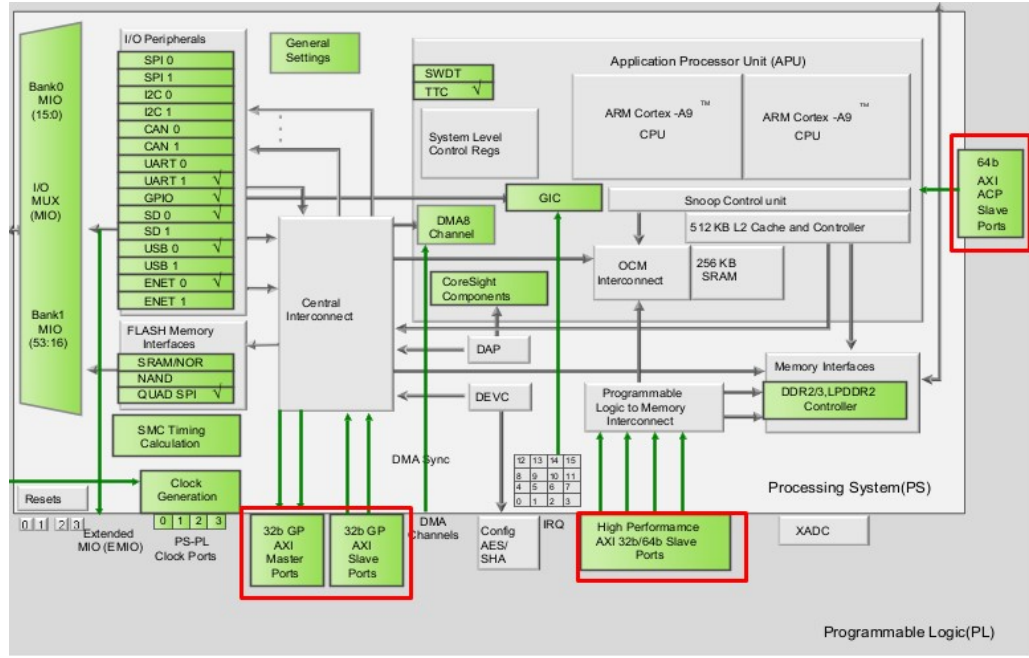 Bank0
MIO
(15:0)
I/O
MUX
(MIO)
Bank1
MIO
(53:16)
I/O Peripherals
SPI 0
SPI 1
I2C 0
I2C 1
CAN 0
CAN 1
UART 0
UART 1 √
GPIO √
SD 0 √
SD 1
USB 0 √
USB 1
ENET 0 √
ENET 1
FLASH Memory
Interfaces
SRAM/NOR
NAND
QUAD SPI √
SMC Timing
Calculation
General
Settings
Application Processor Unit (APU)
SWDT
TTC √
System Level
Control Regs
ARM Cortex -A9 ™
CPU
ARM Cortex -A9 ™
CPU
GIC
Snoop Control unit
512 KB L2 Cache and Controller
DMA8
Channel
OCM
Interconnect
256 KB
SRAM
CoreSight
Components
Central
Interconnect
DAP
DEVC
Programmable
Logic to Memory
Interconnect
Memory Interfaces
DDR2/3,LPDDR2
Controller
64b
AXI
ACP
Slave
Ports
DMA Sync
12 13 14 15
8 9 10 11
4 5 6 7
0 1 2 3
Processing System(PS)
Resets
0 1 2 3
Clock
Generation
0 1 2 3
Extended
MIO (EMIO)
PS-PL
Clock Ports
32b GP
AXI
Master
Ports
32b GP
AXI
Slave
Ports
DMA
Channels
Config
AES/
SHA
IRQ
High Performamce
AXI 32b/64b Slave
Ports
XADC
Programmable Logic(PL)